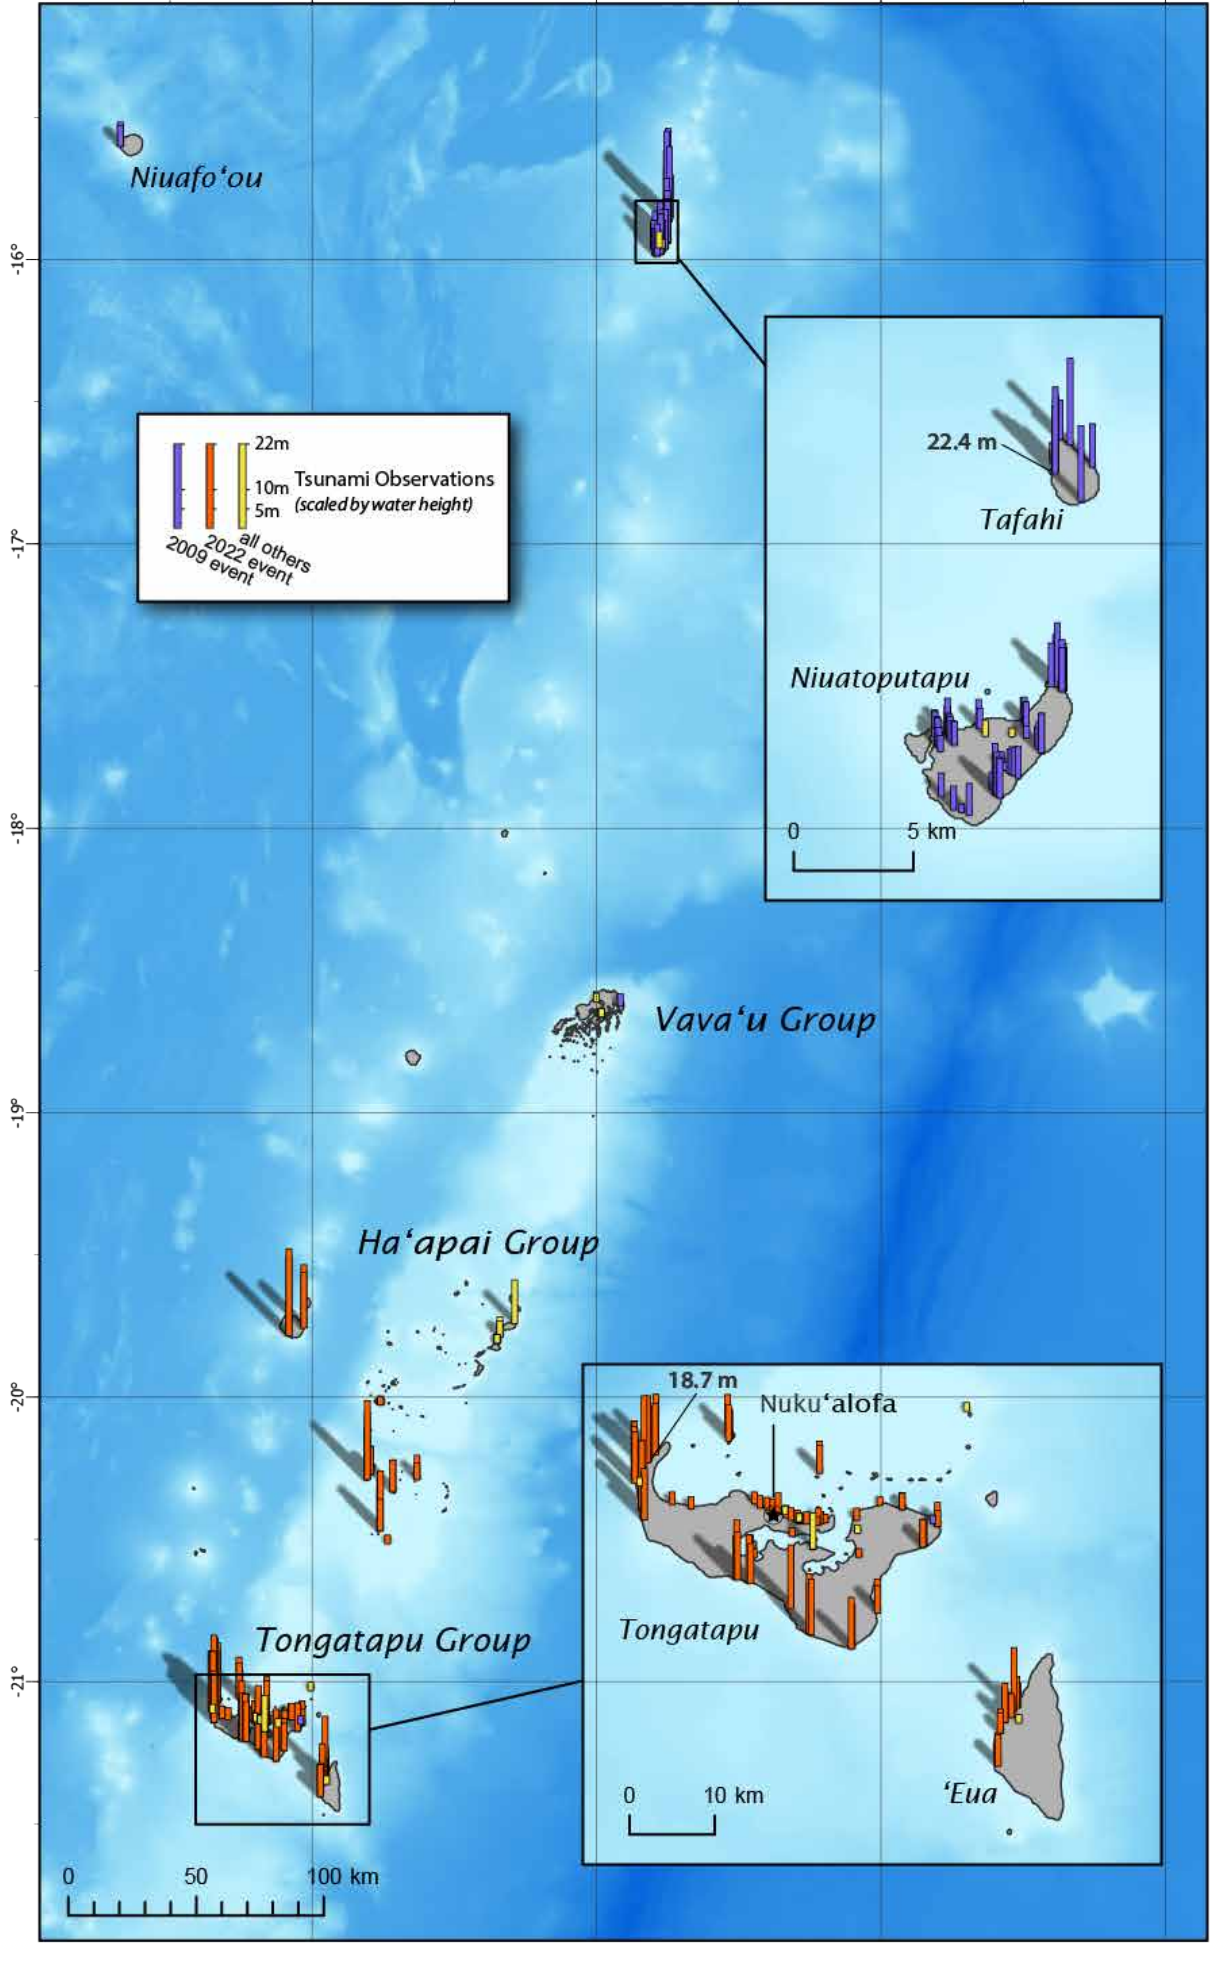 Niuafo‘ou
-16°
22m
10m
5m
Tsunami Observations
(scaled by water height)
2009 event
2022 event
all others
22.4 m
Tafahi
-17°
Niuatoputapu
0 5 km
-18°
Vava‘u Group
-19°
Ha‘apai Group
-20°
18.7 m
Nuku‘alofa
Tongatapu Group
Tongatapu
-21°
0 10 km
‘Eua
0 50 100 km